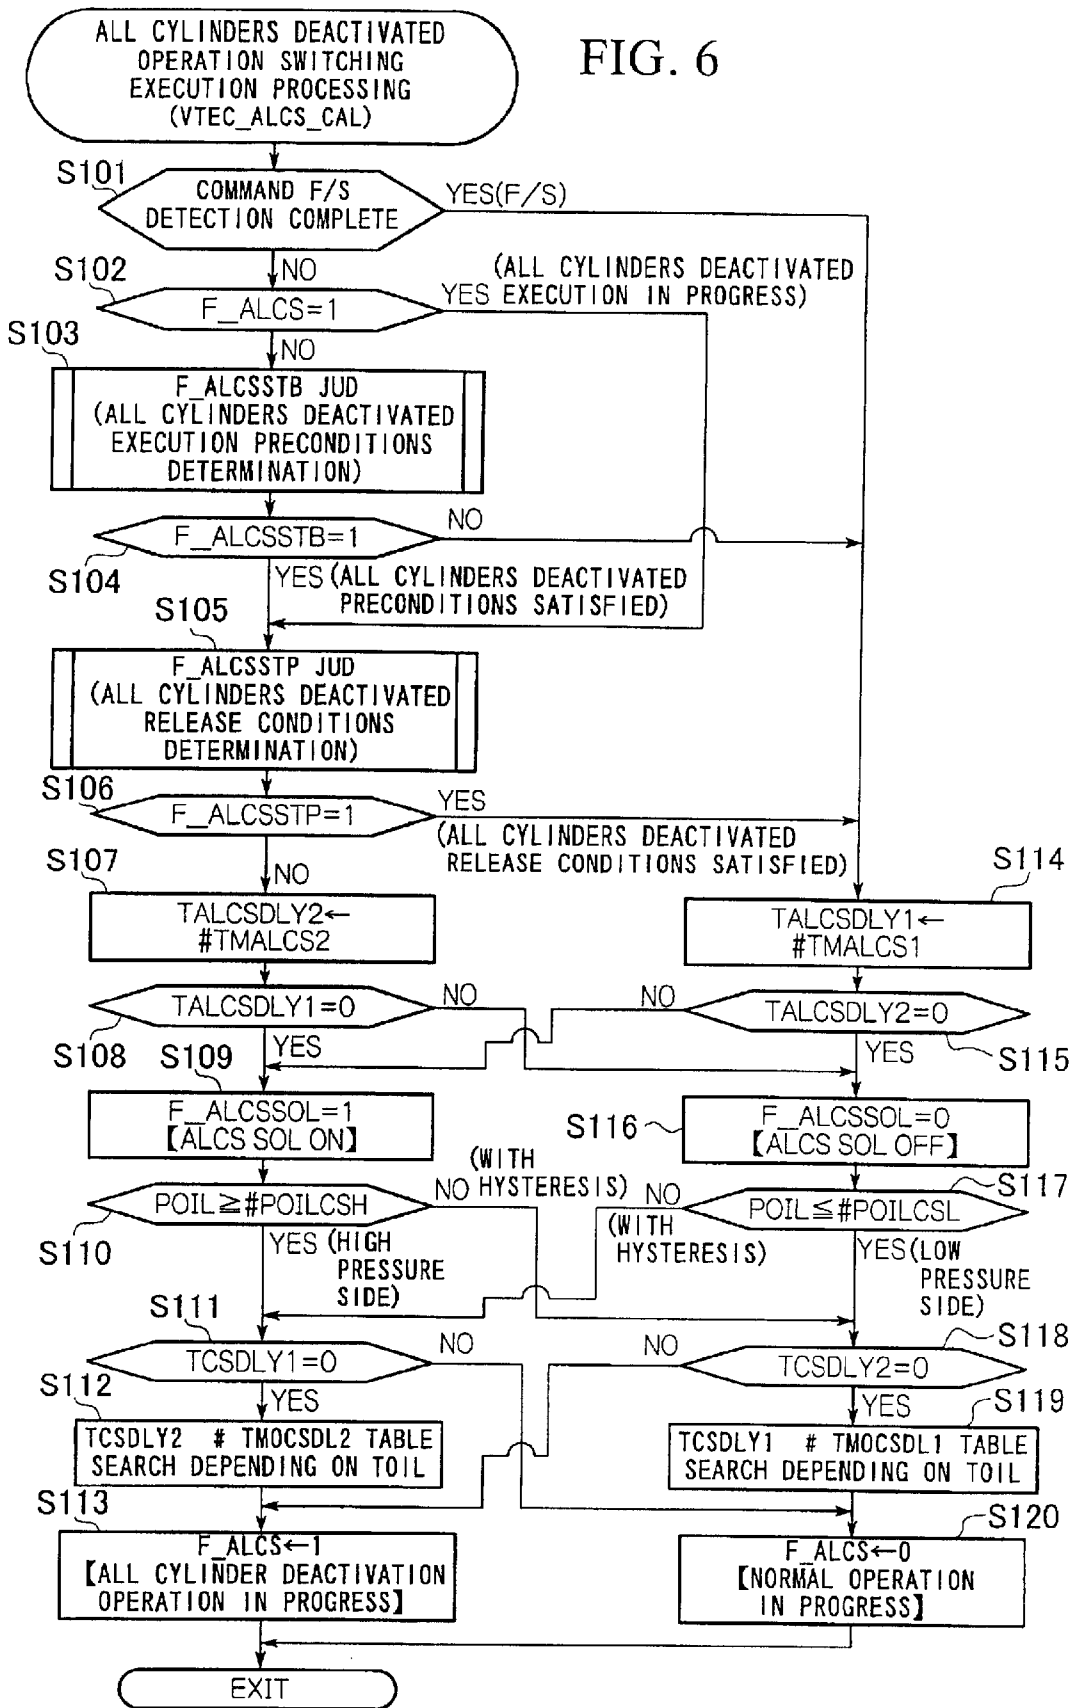 FIG. 6
ALL CYLINDERS DEACTIVATED
OPERATION SWITCHING
EXECUTION PROCESSING
(VTEC_ALCS_CAL)
S101
COMMAND F/S
DETECTION COMPLETE
YES(F/S)
NO
S102
F_ALCS=1
YES
(ALL CYLINDERS DEACTIVATED
EXECUTION IN PROGRESS)
NO
S103
F_ALCSSTB JUD
(ALL CYLINDERS DEACTIVATED
EXECUTION PRECONDITIONS
DETERMINATION)
F_ALCSSTB=1
NO
S104
YES (ALL CYLINDERS DEACTIVATED
PRECONDITIONS SATISFIED)
S105
F_ALCSSTP JUD
(ALL CYLINDERS DEACTIVATED
RELEASE CONDITIONS
DETERMINATION)
S106
F_ALCSSTP=1
YES
(ALL CYLINDERS DEACTIVATED
RELEASE CONDITIONS SATISFIED)
NO
S107
TALCSDLY2←
#TMALCS2
S114
TALCSDLY1←
#TMALCS1
TALCSDLY1=0
NO
S108
YES
NO
TALCSDLY2=0
S115
YES
S109
F_ALCSSOL=1
【ALCS SOL ON】
S116
F_ALCSSOL=0
【ALCS SOL OFF】
POIL≧#POILCSH
NO
(WITH
HYSTERESIS)
S110
YES (HIGH
PRESSURE
SIDE)
S117
NO
(WITH
HYSTERESIS)
POIL≦#POILCSL
YES (LOW
PRESSURE
SIDE)
S111
TCSDLY1=0
NO
YES
S118
NO
TCSDLY2=0
YES
S112
TCSDLY2 # TMOCSDL2 TABLE
SEARCH DEPENDING ON TOIL
S119
TCSDLY1 # TMOCSDL1 TABLE
SEARCH DEPENDING ON TOIL
S113
F_ALCS←1
【ALL CYLINDER DEACTIVATION
OPERATION IN PROGRESS】
S120
F_ALCS←0
【NORMAL OPERATION
IN PROGRESS】
EXIT